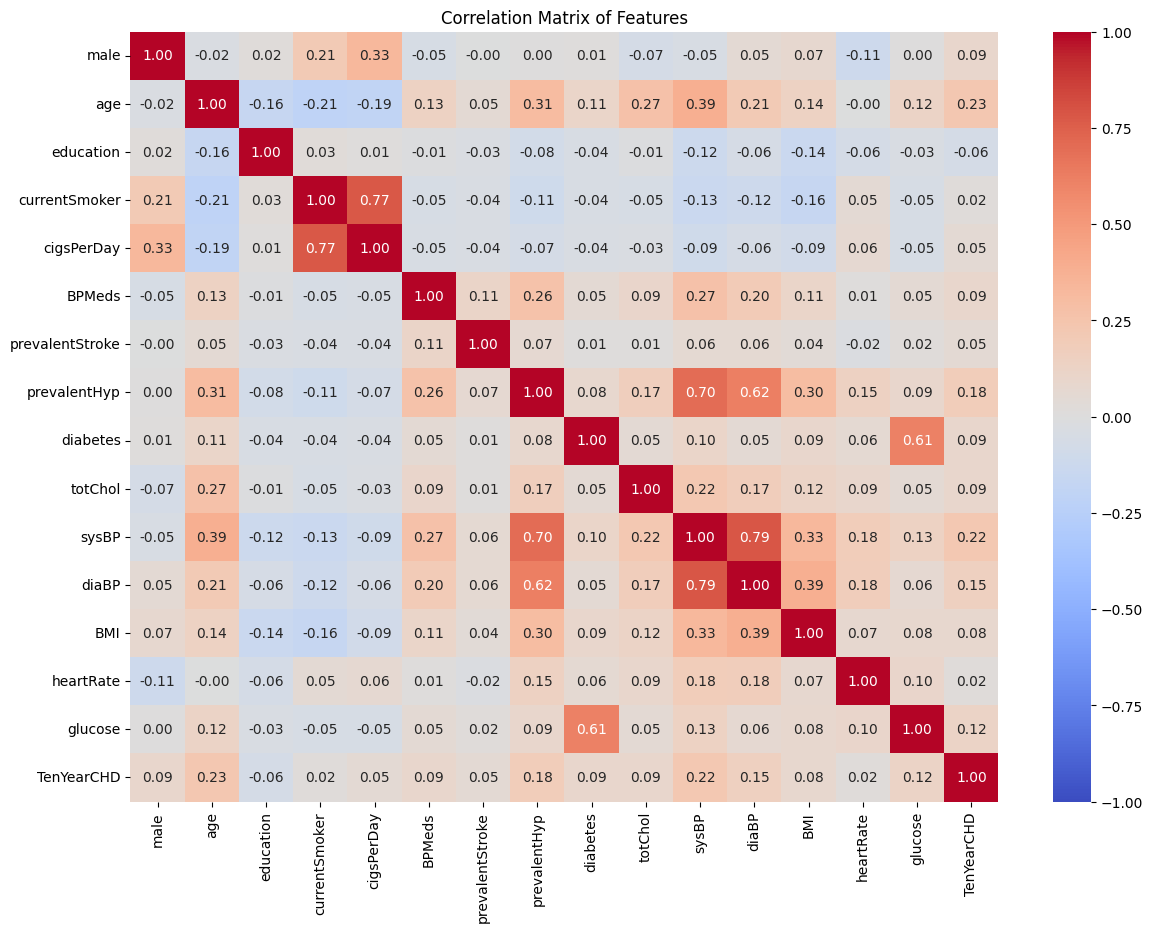 Correlation Matrix of Features
male 1.00 -0.02 0.02 0.21 0.33 -0.05 -0.00 0.00 0.01 -0.07 -0.05 0.05 0.07 -0.11 0.00 0.09
age -0.02 1.00 -0.16 -0.21 -0.19 0.13 0.05 0.31 0.11 0.27 0.39 0.21 0.14 -0.00 0.12 0.23
education 0.02 -0.16 1.00 0.03 0.01 -0.01 -0.03 -0.08 -0.04 -0.01 -0.12 -0.06 -0.14 -0.06 -0.03 -0.06
currentSmoker 0.21 -0.21 0.03 1.00 0.77 -0.05 -0.04 -0.11 -0.04 -0.05 -0.13 -0.12 -0.16 0.05 -0.05 0.02
cigsPerDay 0.33 -0.19 0.01 0.77 1.00 -0.05 -0.04 -0.07 -0.04 -0.03 -0.09 -0.06 -0.09 0.06 -0.05 0.05
BPMeds -0.05 0.13 -0.01 -0.05 -0.05 1.00 0.11 0.26 0.05 0.09 0.27 0.20 0.11 0.01 0.05 0.09
prevalentStroke -0.00 0.05 -0.03 -0.04 -0.04 0.11 1.00 0.07 0.01 0.01 0.06 0.06 0.04 -0.02 0.02 0.05
prevalentHyp 0.00 0.31 -0.08 -0.11 -0.07 0.26 0.07 1.00 0.08 0.17 0.70 0.62 0.30 0.15 0.09 0.18
diabetes 0.01 0.11 -0.04 -0.04 -0.04 0.05 0.01 0.08 1.00 0.05 0.10 0.05 0.09 0.06 0.61 0.09
totChol -0.07 0.27 -0.01 -0.05 -0.03 0.09 0.01 0.17 0.05 1.00 0.22 0.17 0.12 0.09 0.05 0.09
sysBP -0.05 0.39 -0.12 -0.13 -0.09 0.27 0.06 0.70 0.10 0.22 1.00 0.79 0.33 0.18 0.13 0.22
diaBP 0.05 0.21 -0.06 -0.12 -0.06 0.20 0.06 0.62 0.05 0.17 0.79 1.00 0.39 0.18 0.06 0.15
BMI 0.07 0.14 -0.14 -0.16 -0.09 0.11 0.04 0.30 0.09 0.12 0.33 0.39 1.00 0.07 0.08 0.08
heartRate -0.11 -0.00 -0.06 0.05 0.06 0.01 -0.02 0.15 0.06 0.09 0.18 0.18 0.07 1.00 0.10 0.02
glucose 0.00 0.12 -0.03 -0.05 -0.05 0.05 0.02 0.09 0.61 0.05 0.13 0.06 0.08 0.10 1.00 0.12
TenYearCHD 0.09 0.23 -0.06 0.02 0.05 0.09 0.05 0.18 0.09 0.09 0.22 0.15 0.08 0.02 0.12 1.00
male
age
education
currentSmoker
cigsPerDay
BPMeds
prevalentStroke
prevalentHyp
diabetes
totChol
sysBP
diaBP
BMI
heartRate
glucose
TenYearCHD
1.00
0.75
0.50
0.25
0.00
−0.25
−0.50
−0.75
−1.00